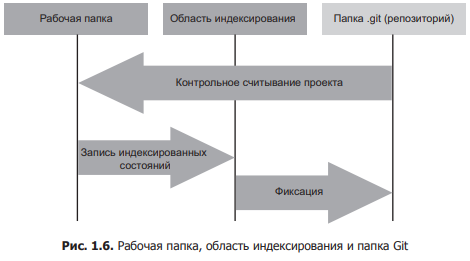 Рабочая папка
Область индексирования
Папка .git (репозиторий)
Контрольное считывание проекта
Запись индексированных
состояний
Фиксация
Рис. 1.6. Рабочая папка, область индексирования и папка Git